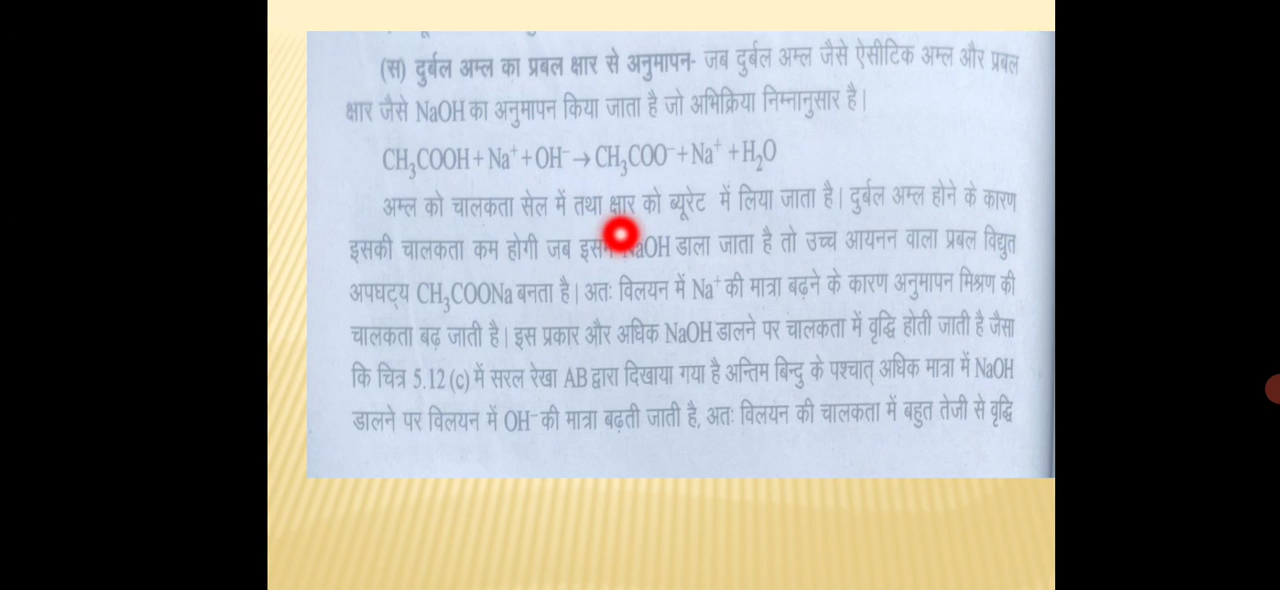 (स) दुर्बल अम्ल का प्रबल क्षार से अनुमापन- जब दुर्बल अम्ल जैसे ऐसीटिक अम्ल और प्रबल
क्षार जैसे NaOH का अनुमापन किया जाता है जो अभिक्रिया निम्नानुसार है।
CH₃COOH + Na⁺ + OH⁻ → CH₃COO⁻ + Na⁺ + H₂O
अम्ल को चालकता सेल में तथा क्षार को ब्यूरेट में लिया जाता है। दुर्बल अम्ल होने के कारण
इसकी चालकता कम होगी जब NaOH डाला जाता है तो उच्च आयनन वाला प्रबल विद्युत
अपघट्य CH₃COONa बनता है। अतः विलयन में Na⁺ की मात्रा बढ़ने के कारण अनुमापन मिश्रण की
चालकता बढ़ जाती है। इस प्रकार और अधिक NaOH डालने पर चालकता में वृद्धि होती जाती है जैसा
कि चित्र 5.12 (c) में सरल रेखा AB द्वारा दिखाया गया है अन्तिम बिन्दु के पश्चात् अधिक मात्रा में NaOH
डालने पर विलयन में OH⁻ की मात्रा बढ़ती जाती है, अतः विलयन की चालकता में बहुत तेजी से वृद्धि